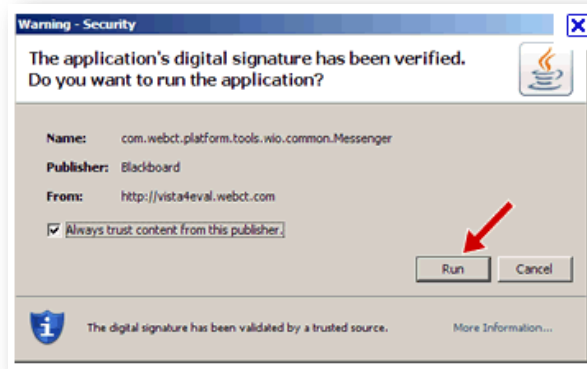 Warning - Security
The application's digital signature has been verified.
Do you want to run the application?
Name: com.webct.platform.tools.wio.common.Messenger
Publisher: Blackboard
From: http://vista4eval.webct.com
Always trust content from this publisher.
Run Cancel
The digital signature has been validated by a trusted source. More Information...